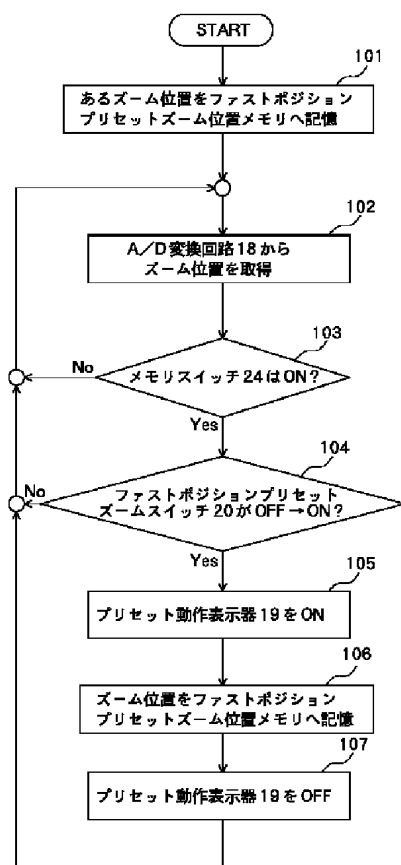 START
101
あるズーム位置をファストポジション
プリセットズーム位置メモリへ記憶
102
A／D変換回路18から
ズーム位置を取得
103
No
メモリスイッチ24はON？
Yes
104
No
ファストポジションプリセット
ズームスイッチ20がOFF→ON？
Yes
105
プリセット動作表示器19をON
106
ズーム位置をファストポジション
プリセットズーム位置メモリへ記憶
107
プリセット動作表示器19をOFF